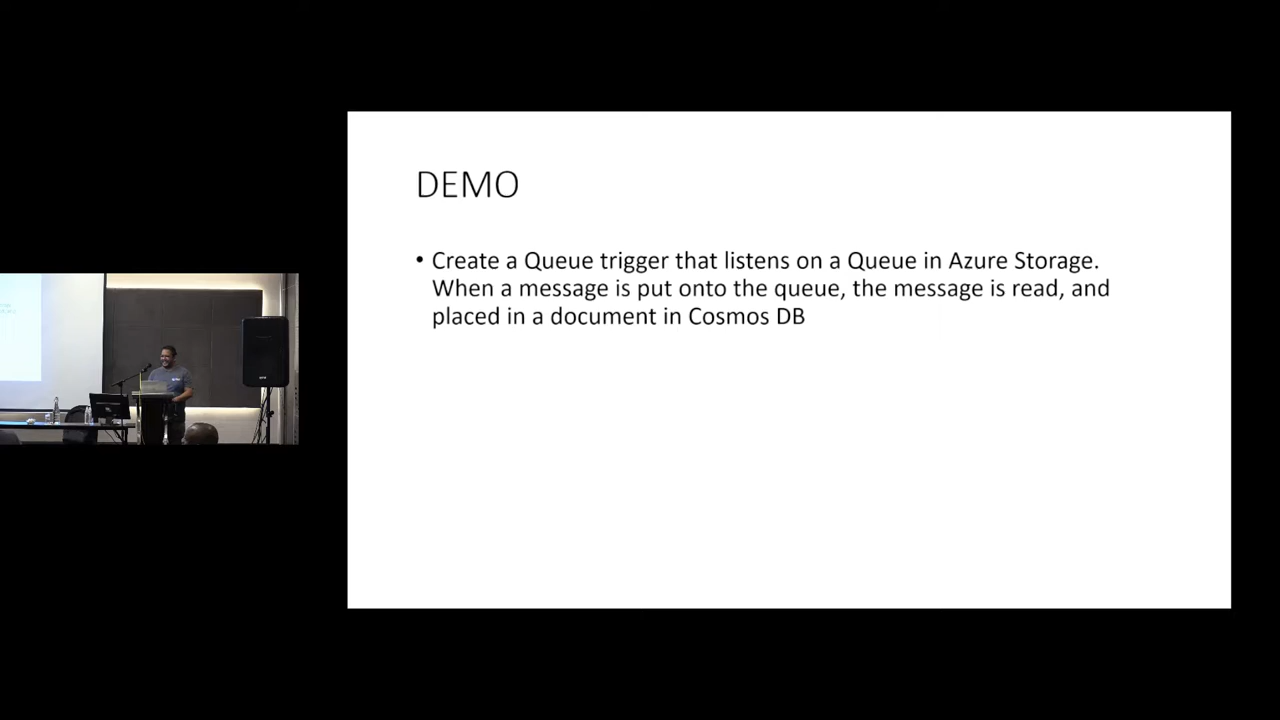 DEMO
• Create a Queue trigger that listens on a Queue in Azure Storage.
When a message is put onto the queue, the message is read, and
placed in a document in Cosmos DB